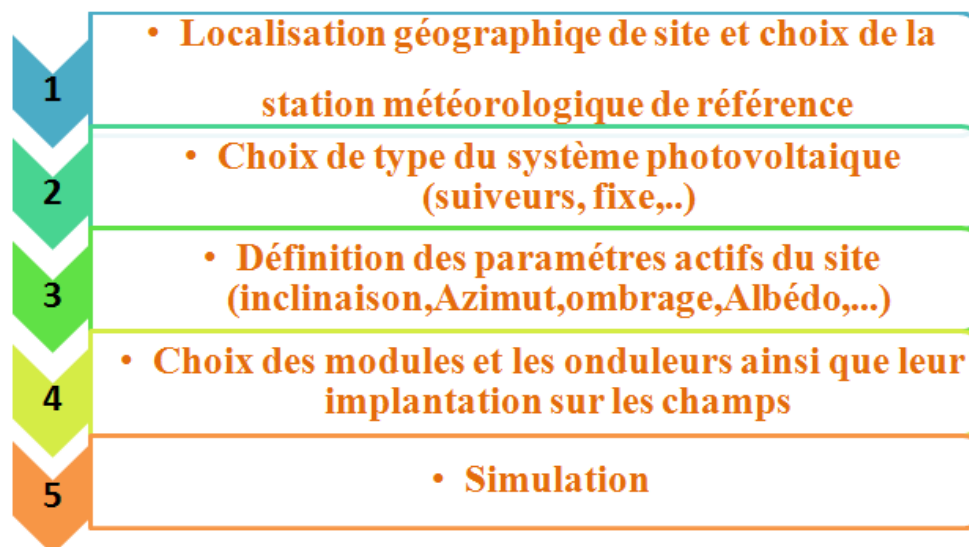 1
• Localisation géographiqe de site et choix de la
station météorologique de référence
2
• Choix de type du système photovoltaique
(suiveurs, fixe,..)
3
• Définition des paramétres actifs du site
(inclinaison,Azimut,ombrage,Albédo,...)
4
• Choix des modules et les onduleurs ainsi que leur
implantation sur les champs
5
• Simulation